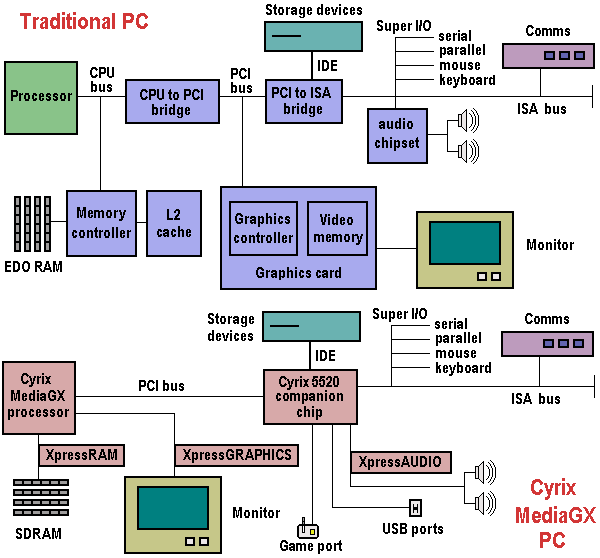 Traditional PC
Storage devices
Super I/O
serial
parallel
mouse
keyboard
Comms
IDE
CPU
bus
PCI
bus
Processor
CPU to PCI
bridge
PCI to ISA
bridge
ISA bus
audio
chipset
Memory
controller
L2
cache
EDO RAM
Graphics
controller
Video
memory
Graphics card
Monitor
Storage
devices
Super I/O
serial
parallel
mouse
keyboard
Comms
IDE
Cyrix
MediaGX
processor
PCI bus
Cyrix 5520
companion
chip
ISA bus
XpressRAM
XpressGRAPHICS
XpressAUDIO
SDRAM
Monitor
Game port
USB ports
Cyrix
MediaGX
PC